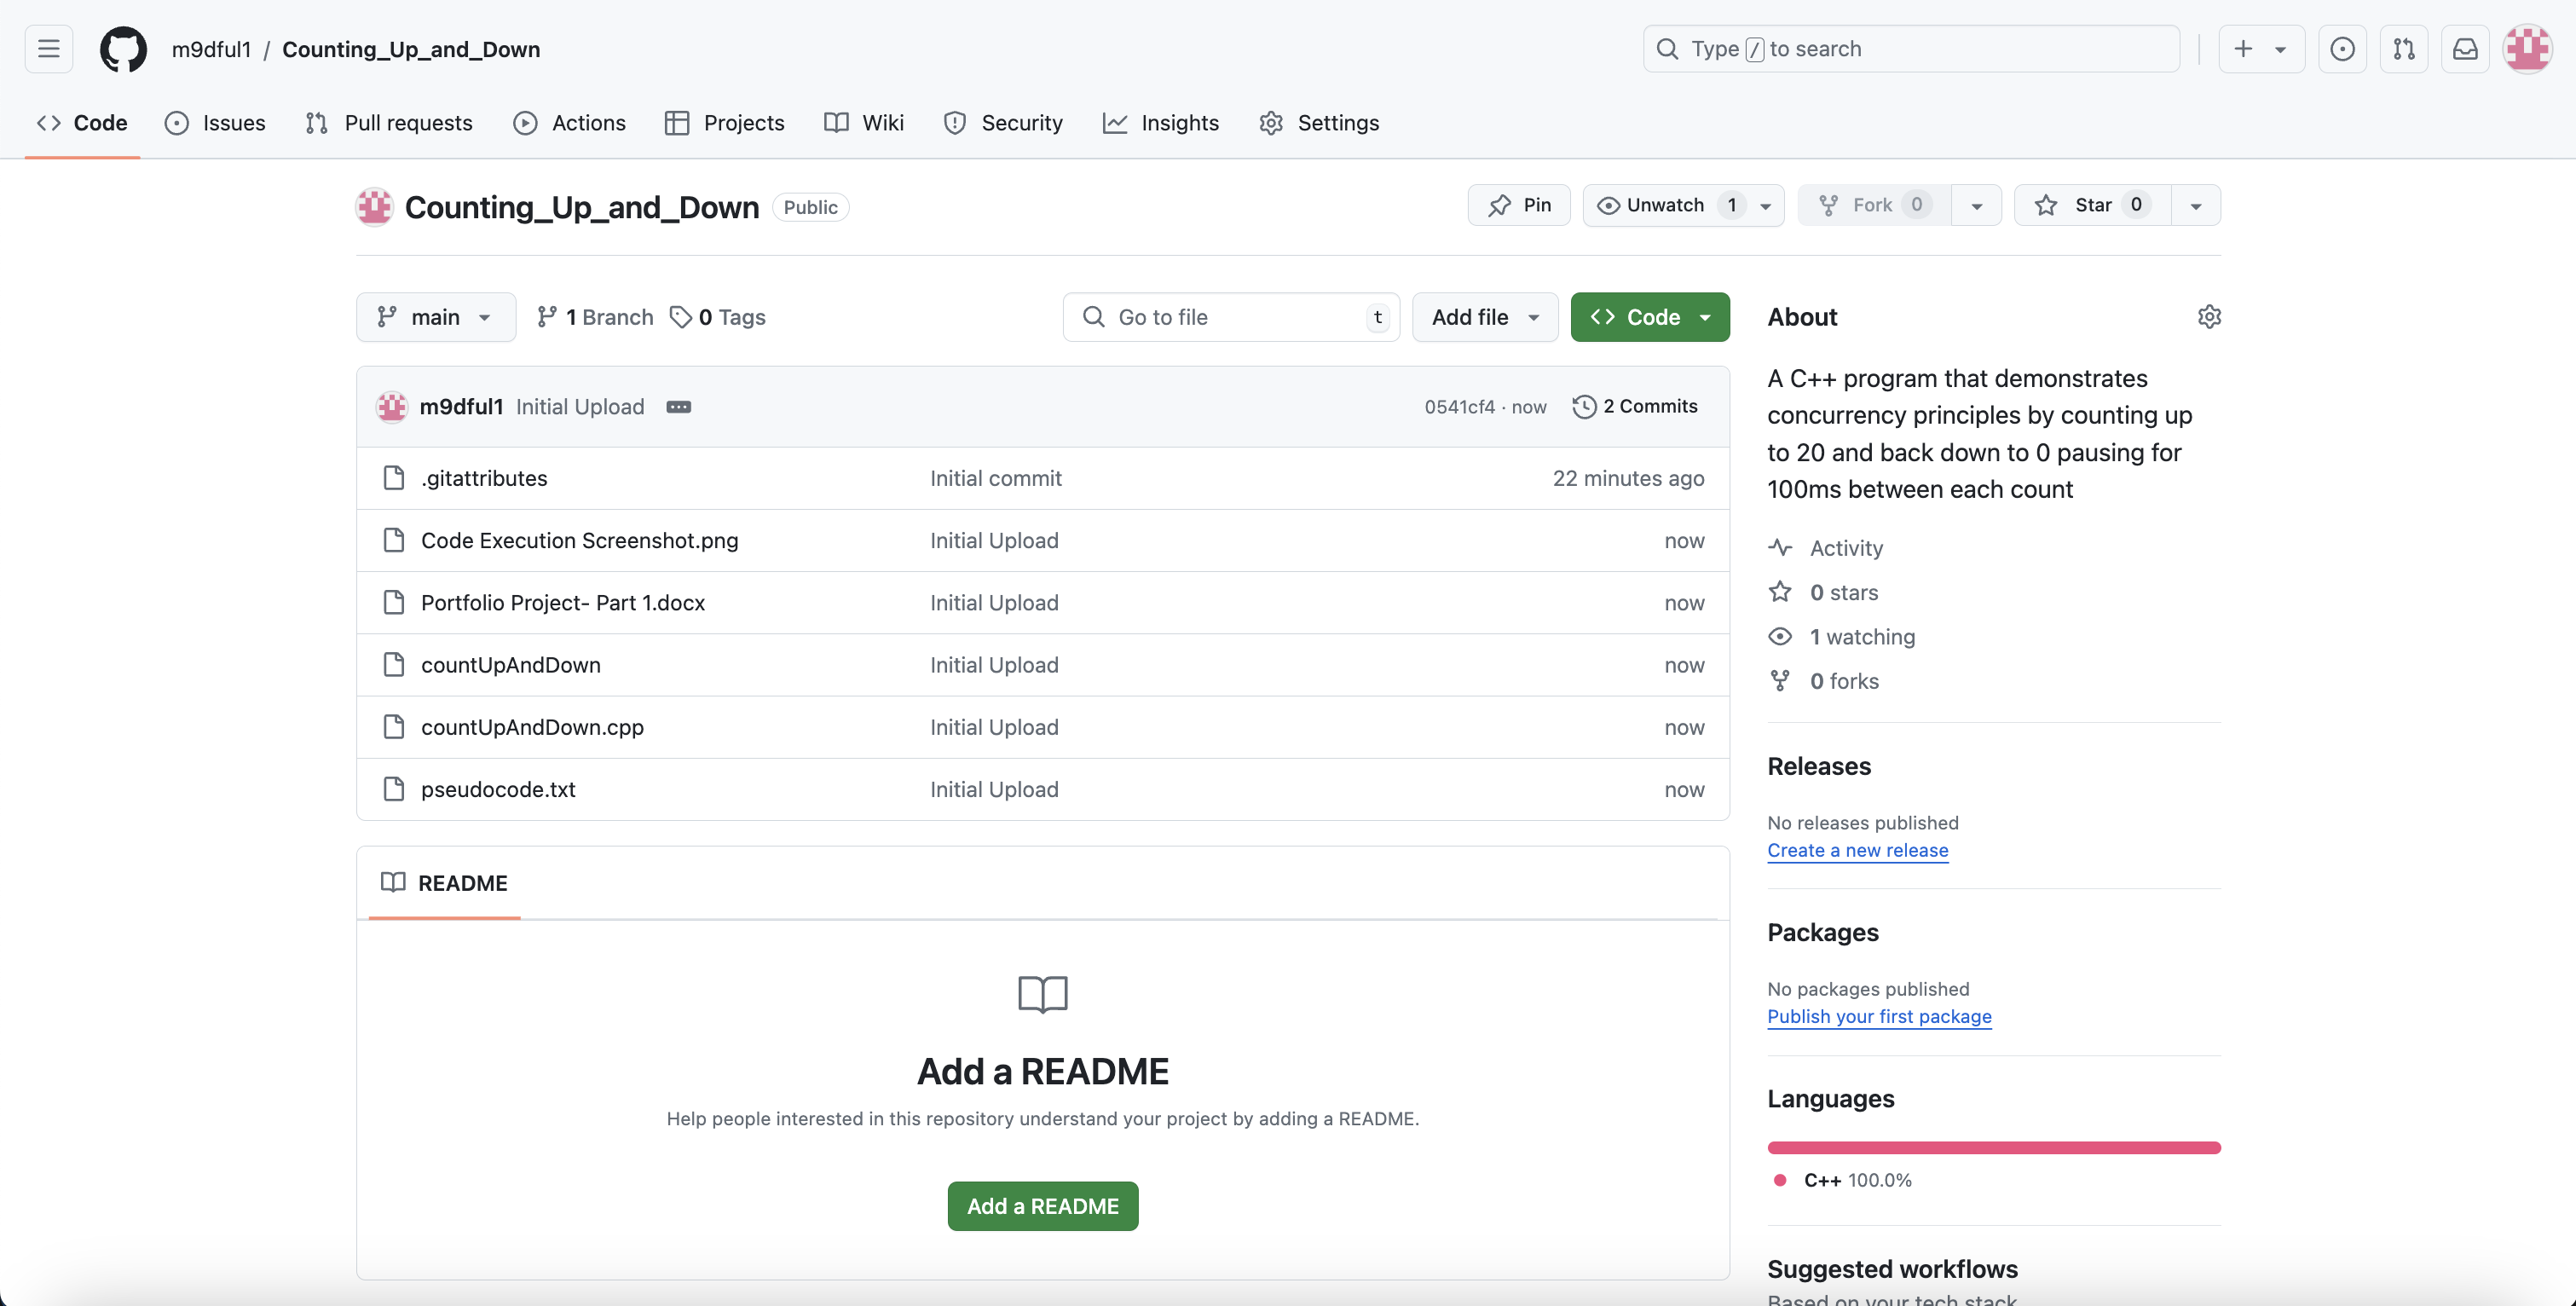 m9dful1 / Counting_Up_and_Down
Type / to search
Code Issues Pull requests Actions Projects Wiki Security Insights Settings
Counting_Up_and_Down Public
Pin Unwatch 1 Fork 0 Star 0
main 1 Branch 0 Tags
Go to file t Add file Code
m9dful1 Initial Upload 0541cf4 · now 2 Commits
.gitattributes Initial commit 22 minutes ago
Code Execution Screenshot.png Initial Upload now
Portfolio Project- Part 1.docx Initial Upload now
countUpAndDown Initial Upload now
countUpAndDown.cpp Initial Upload now
pseudocode.txt Initial Upload now
README
Add a README
Help people interested in this repository understand your project by adding a README.
Add a README
About
A C++ program that demonstrates
concurrency principles by counting up
to 20 and back down to 0 pausing for
100ms between each count
Activity
0 stars
1 watching
0 forks
Releases
No releases published
Create a new release
Packages
No packages published
Publish your first package
Languages
C++ 100.0%
Suggested workflows
Based on your tech stack